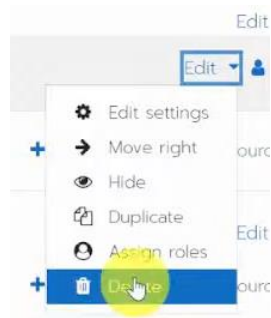 Edit
Edit
Edit settings
Move right
Hide
Duplicate
Assign roles
Edit
Delete